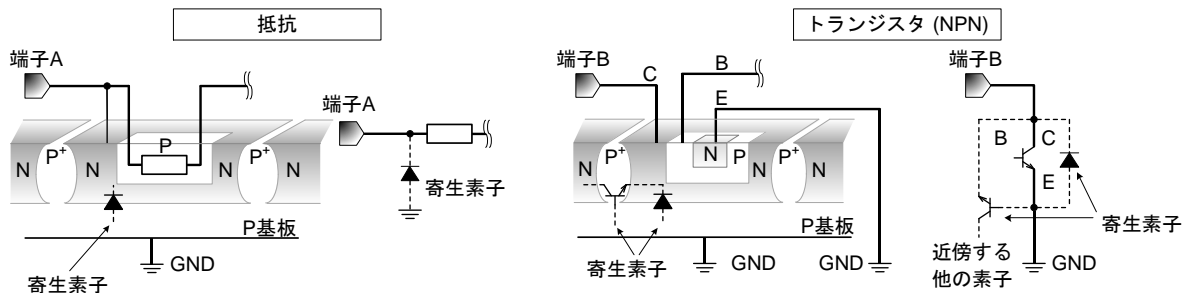 抵抗
端子A
P
N
P+
N
N
P+
N
P基板
寄生素子
GND
端子A
寄生素子
トランジスタ (NPN)
端子B
C
B
E
N
P+
N
N
P
N
P+
N
P基板
寄生素子
GND
GND
端子B
B
C
E
寄生素子
近傍する
他の素子
GND